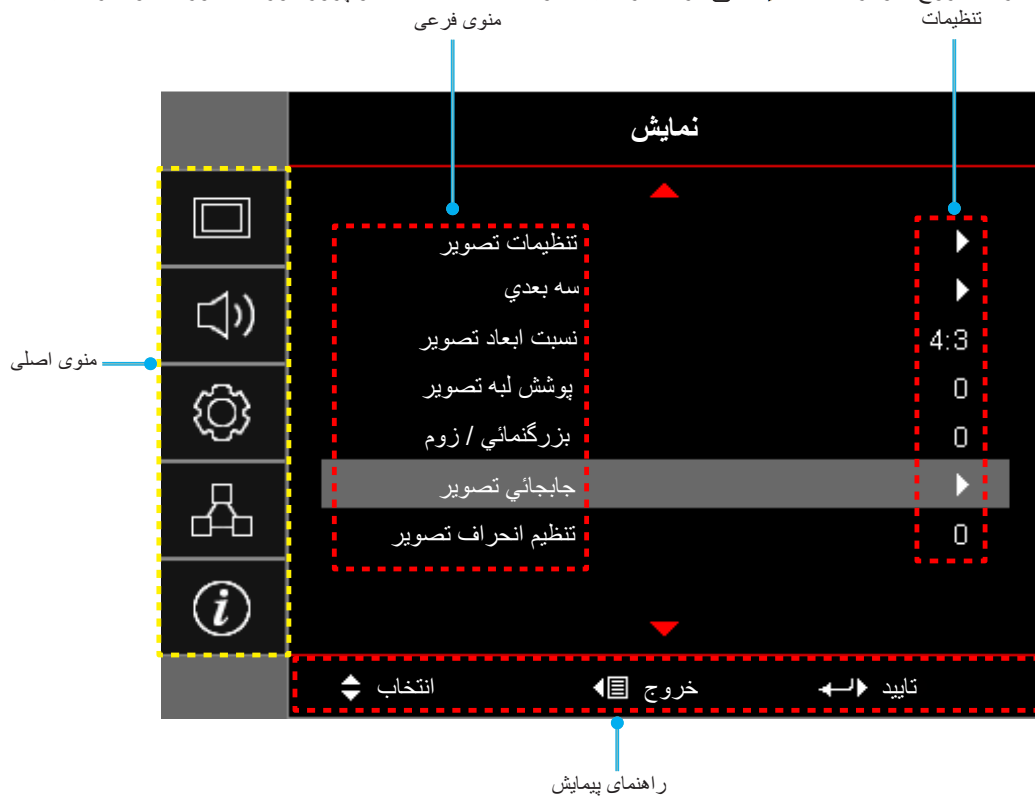 منوی فرعی
تنظیمات
نمایش
تنظیمات تصویر
سه بعدي
نسبت ابعاد تصویر
4:3
پوشش لبه تصویر
0
بزرگنمائي / زوم
0
جابجائي تصویر
تنظیم انحراف تصویر
0
منوی اصلی
انتخاب
خروج
تایید
راهنمای پیمایش